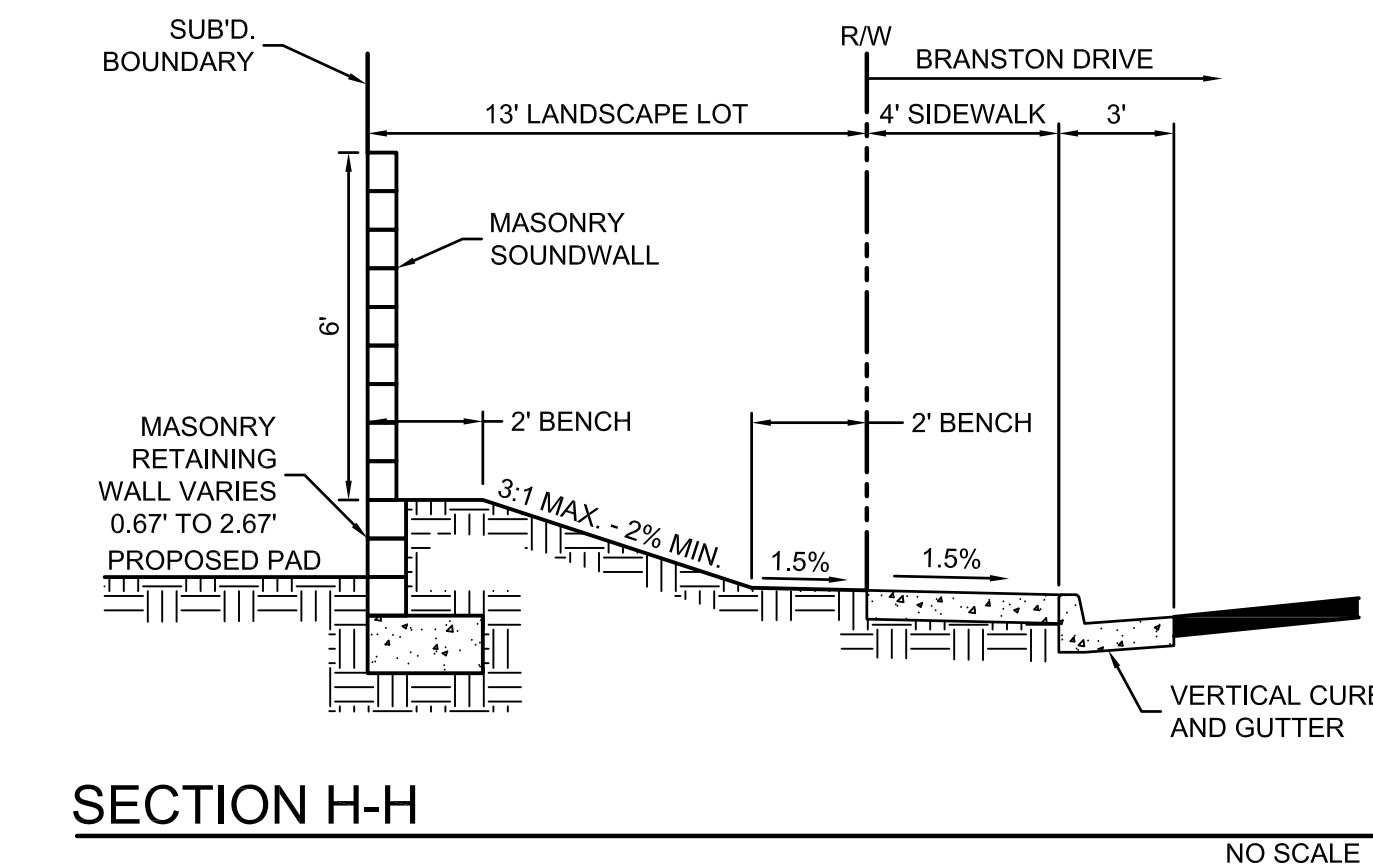 SUB'D.
BOUNDARY
R/W
BRANSTON DRIVE
13' LANDSCAPE LOT
4' SIDEWALK
3'
MASONRY
SOUNDWALL
6'
2' BENCH
2' BENCH
MASONRY
RETAINING
WALL VARIES
0.67' TO 2.67'
PROPOSED PAD
3:1 MAX. - 2% MIN.
1.5%
1.5%
VERTICAL CURB
AND GUTTER
SECTION H-H
NO SCALE